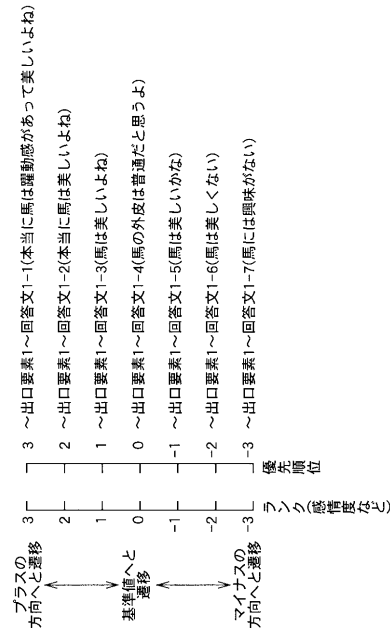 プラスの
方向へと遷移
基準値へと
遷移
マイナスの
方向へと遷移
3
2
1
0
-1
-2
-3
ランク(感情度など)
3
2
1
0
-1
-2
-3
優先順位
～出口要素1～回答文1-1(本当に馬は躍動感があって美しいよね)
～出口要素1～回答文1-2(本当に馬は美しいよね)
～出口要素1～回答文1-3(馬は美しいよね)
～出口要素1～回答文1-4(馬の外皮は普通だと思うよ)
～出口要素1～回答文1-5(馬は美しいかな)
～出口要素1～回答文1-6(馬は美しくない)
～出口要素1～回答文1-7(馬には興味がない)